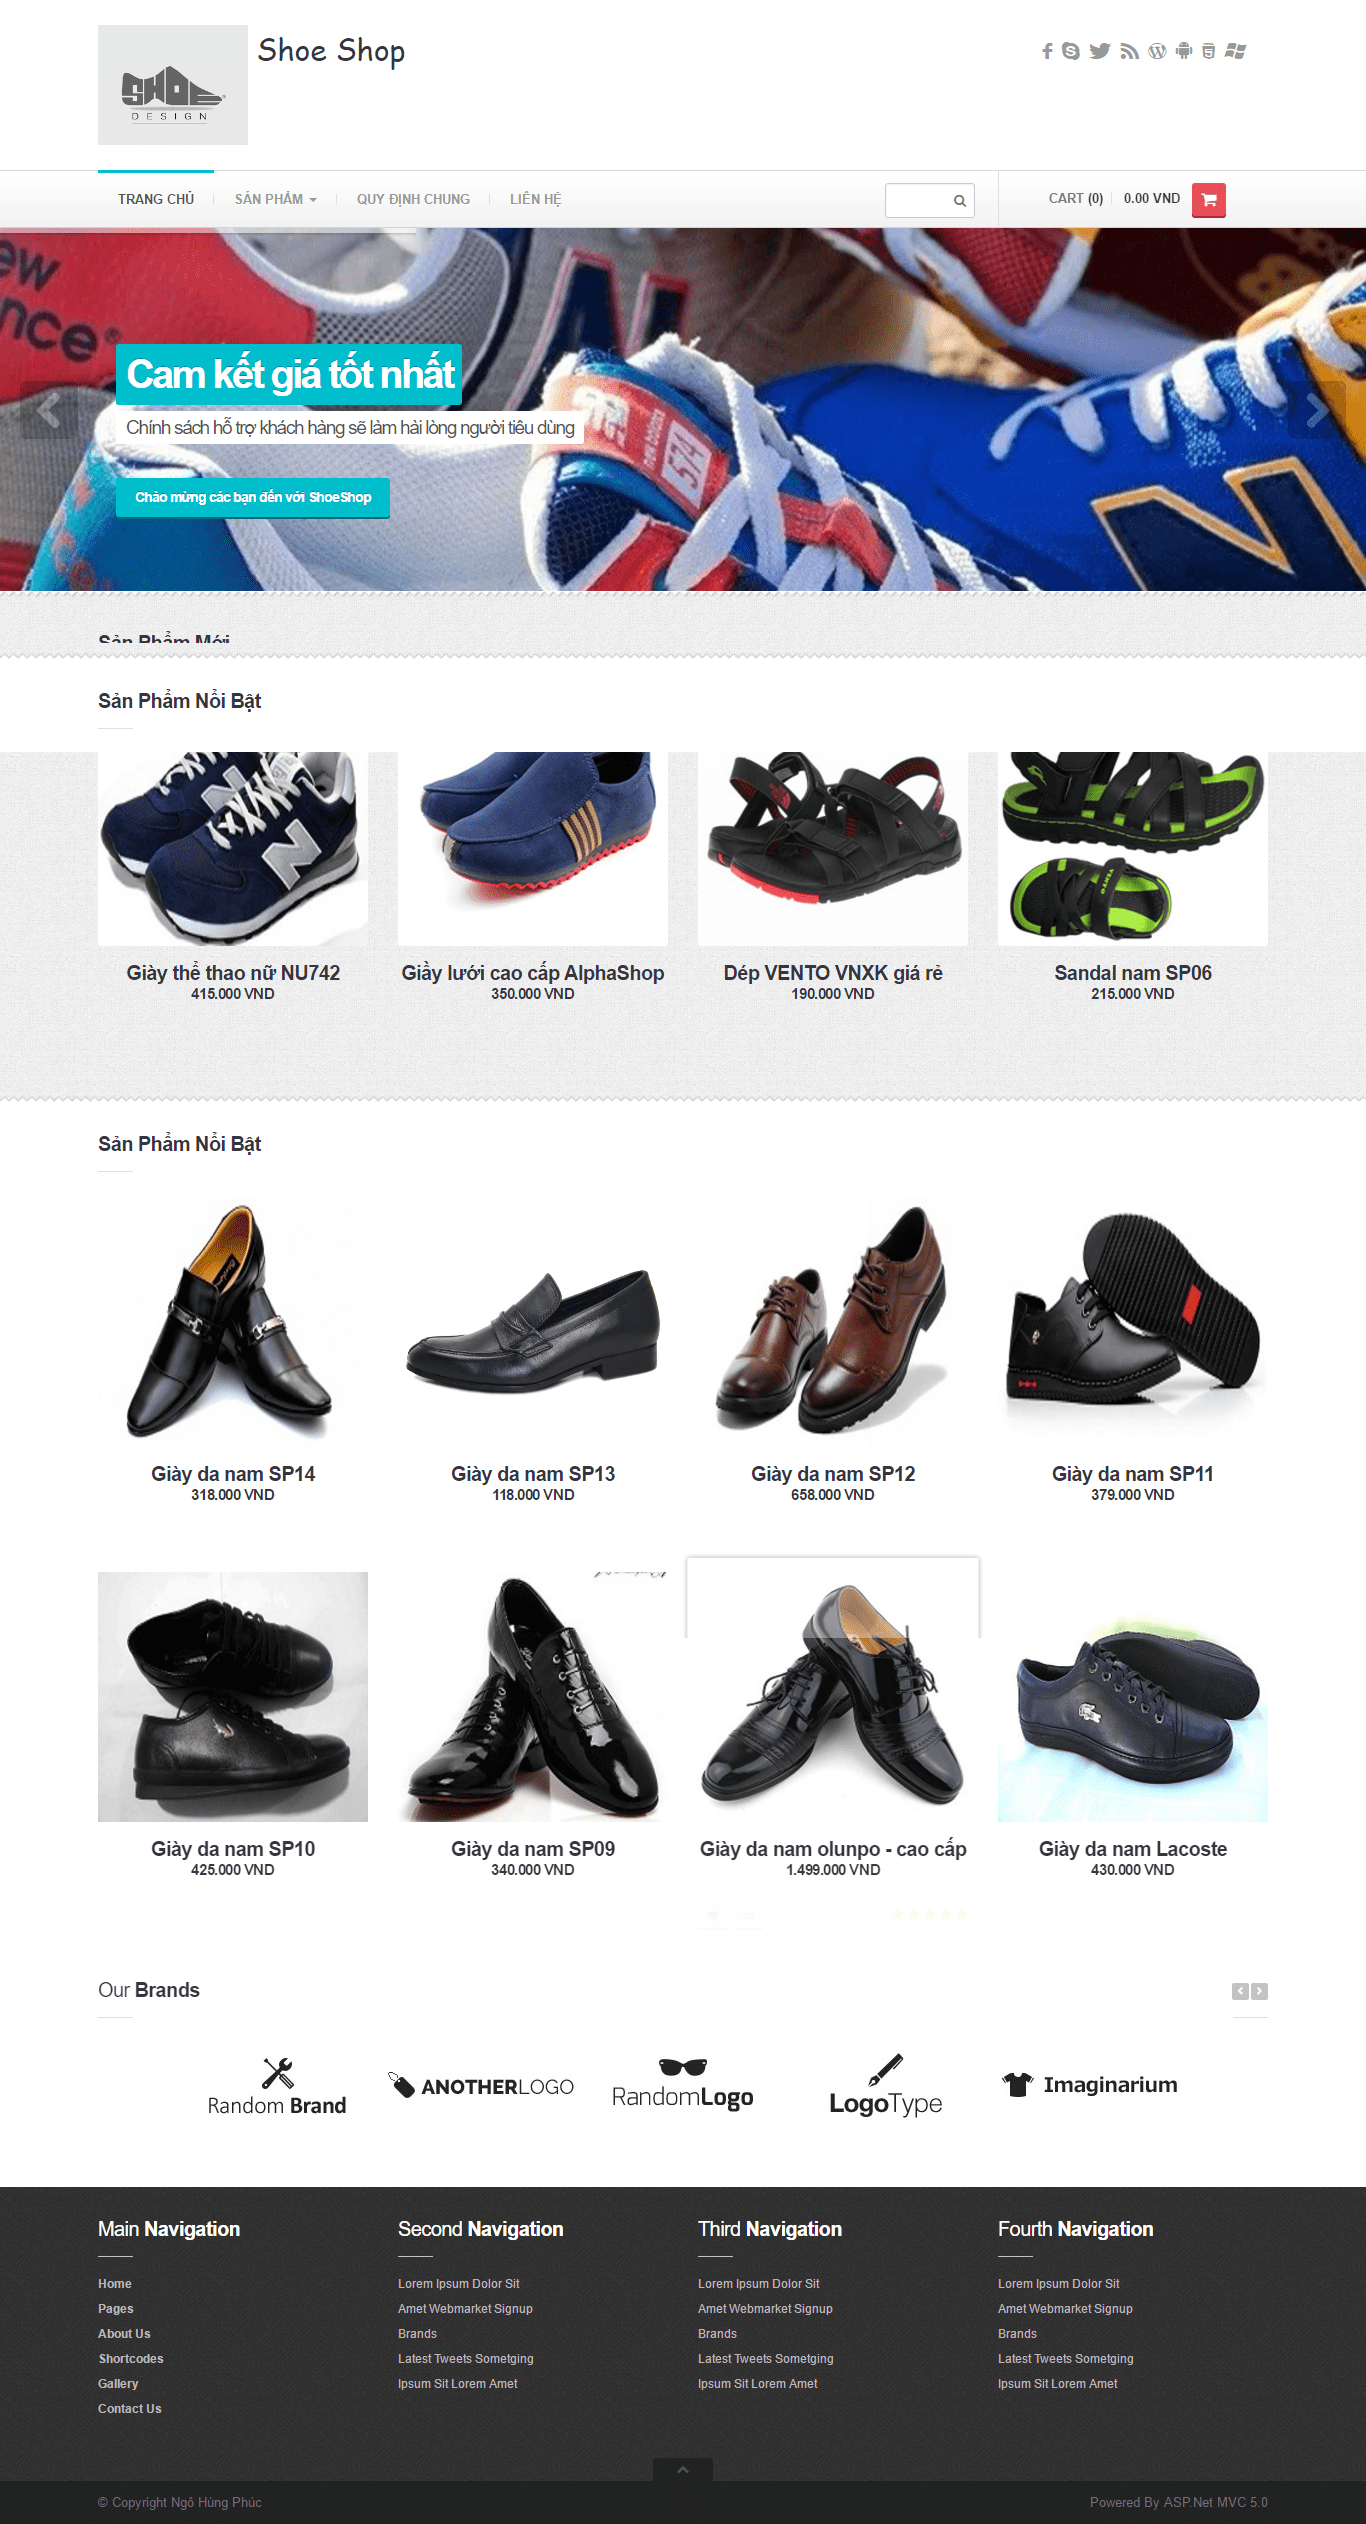 SHOE
DESIGN
Shoe Shop
TRANG CHỦ
SẢN PHẨM
QUY ĐỊNH CHUNG
LIÊN HỆ
CART (0)
0.00 VND
new
ance
574
Cam kết giá tốt nhất
Chính sách hỗ trợ khách hàng sẽ làm hài lòng người tiêu dùng
Chào mừng các bạn đến với ShoeShop
Sản Phẩm Mới
Sản Phẩm Nổi Bật
Giày thể thao nữ NU742
Giầy lưới cao cấp AlphaShop
Dép VENTO VNXK giá rẻ
Sandal nam SP06
415.000 VND
350.000 VND
190.000 VND
215.000 VND
Sản Phẩm Nổi Bật
Giày da nam SP14
Giày da nam SP13
Giày da nam SP12
Giày da nam SP11
318.000 VND
118.000 VND
658.000 VND
379.000 VND
Giày da nam SP10
Giày da nam SP09
Giày da nam olunpo - cao cấp
Giày da nam Lacoste
425.000 VND
340.000 VND
1.499.000 VND
430.000 VND
Our Brands
Random Brand
ANOTHERLOGO
RandomLogo
LogoType
Imaginarium
Main Navigation
Home
Pages
About Us
Shortcodes
Gallery
Contact Us
Second Navigation
Lorem Ipsum Dolor Sit
Amet Webmarket Signup
Brands
Latest Tweets Sometging
Ipsum Sit Lorem Amet
Third Navigation
Lorem Ipsum Dolor Sit
Amet Webmarket Signup
Brands
Latest Tweets Sometging
Ipsum Sit Lorem Amet
Fourth Navigation
Lorem Ipsum Dolor Sit
Amet Webmarket Signup
Brands
Latest Tweets Sometging
Ipsum Sit Lorem Amet
© Copyright Ngô Hùng Phúc
Powered By ASP.Net MVC 5.0